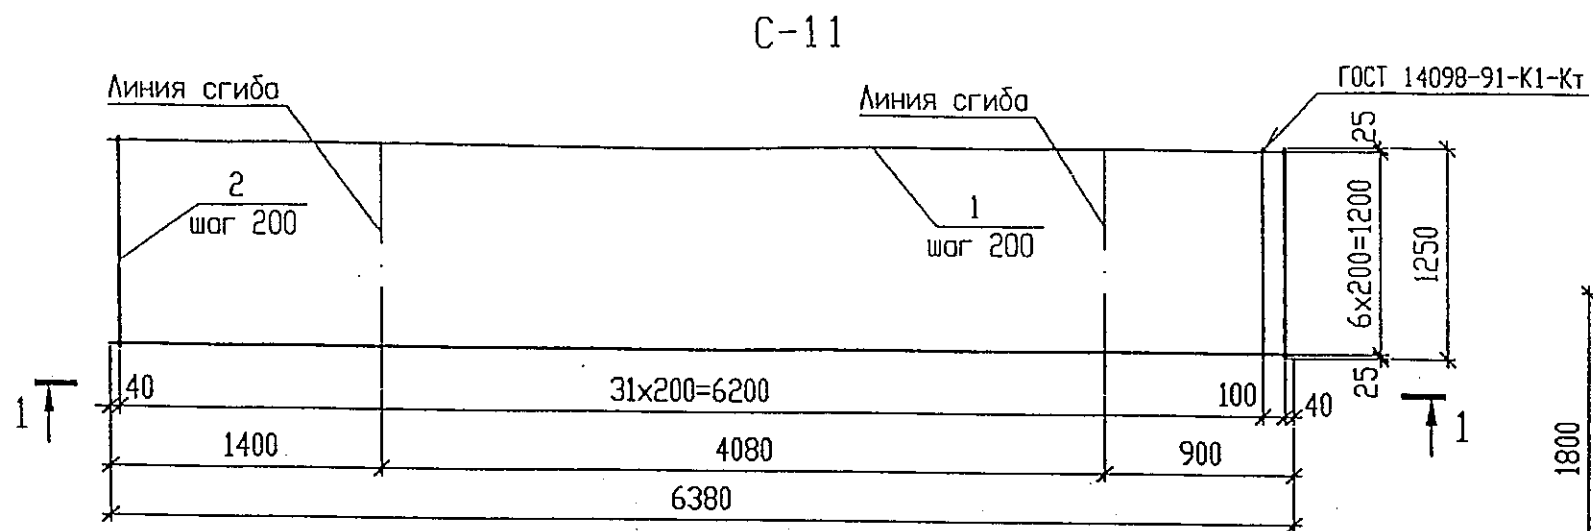 С-11
Линия сгиба
Линия сгиба
ГОСТ 14098-91-К1-Кт
2
шаг 200
1
шаг 200
25
6х200=1200
25
1250
1800
1
40
31х200=6200
100
40
1
1400
4080
900
6380